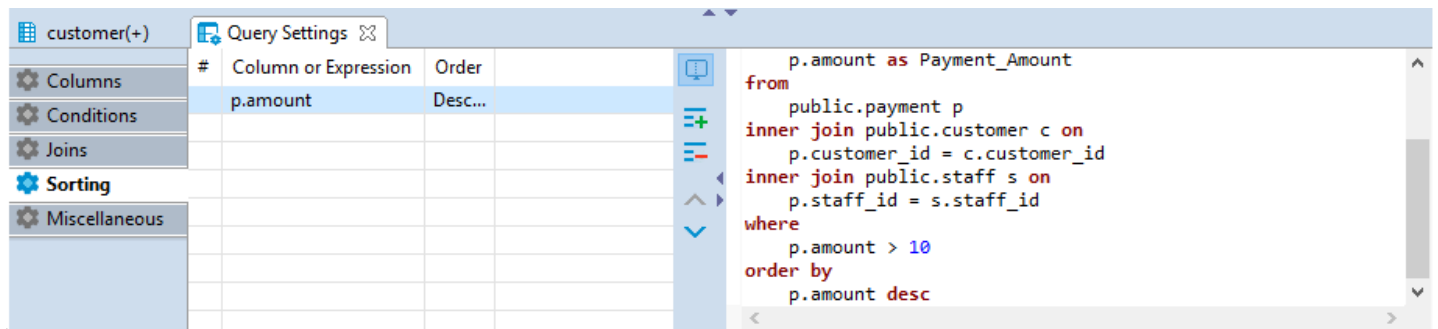 customer(+)
Query Settings
Columns
Conditions
Joins
Sorting
Miscellaneous
# Column or Expression Order
p.amount Desc...
p.amount as Payment_Amount
from
public.payment p
inner join public.customer c on
p.customer_id = c.customer_id
inner join public.staff s on
p.staff_id = s.staff_id
where
p.amount > 10
order by
p.amount desc